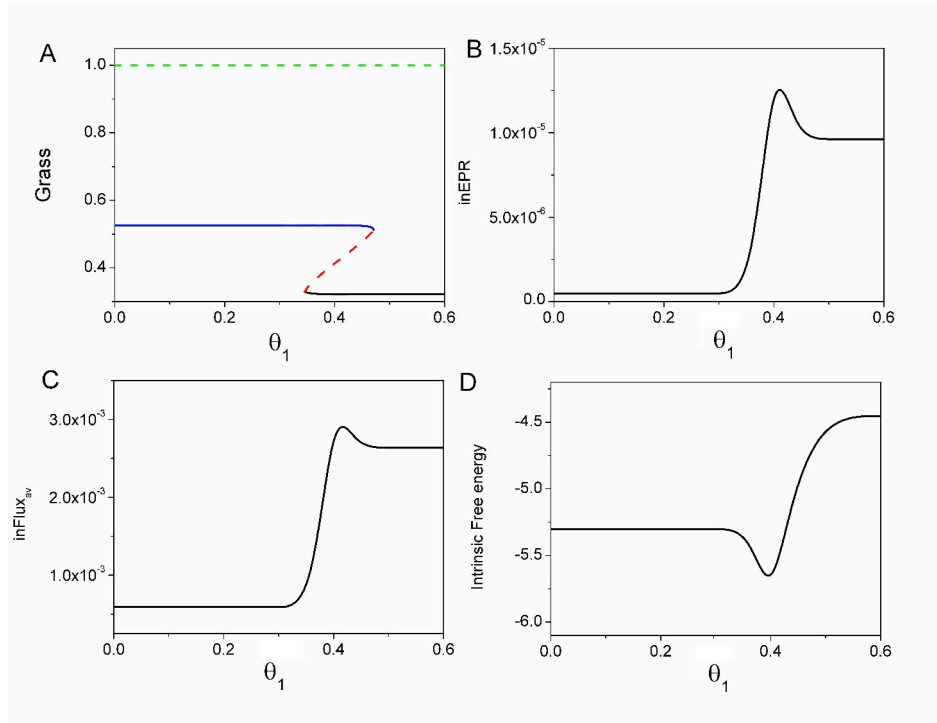 A
Grass
1.0
0.8
0.6
0.4
0.0
0.2
0.4
0.6
θ1
B
inEPR
1.5x10-5
1.0x10-5
5.0x10-6
0.0
0.0
0.2
0.4
0.6
θ1
C
inFluxav
3.0x10-3
2.0x10-3
1.0x10-3
0.0
0.2
0.4
0.6
θ1
D
Intrinsic Free energy
-4.5
-5.0
-5.5
-6.0
0.0
0.2
0.4
0.6
θ1